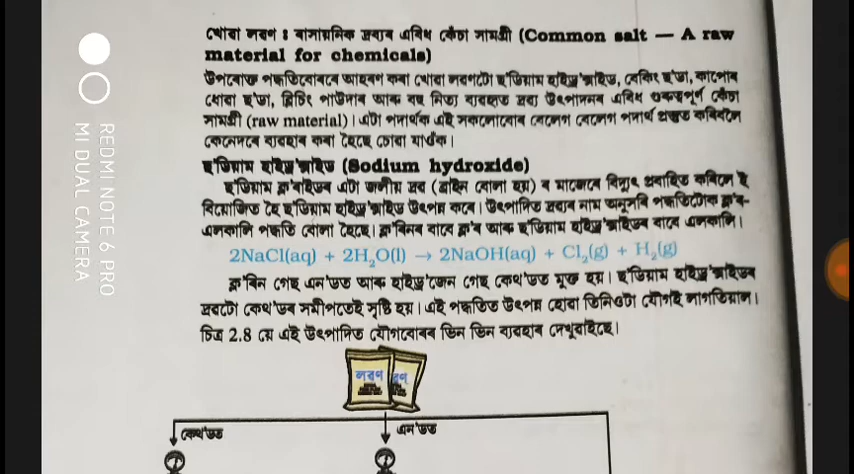 খোৱা লৱণ : ৰাসায়নিক দ্ৰব্যৰ এবিধ কেঁচা সামগ্ৰী (Common salt — A raw
material for chemicals)
উপৰোক্ত পদ্ধতিবোৰৰে আহৰণ কৰা খোৱা লৱণটো ছ'ডিয়াম হাইড্ৰ'ক্সাইড, বেকিং ছ'ডা, কাপোৰ
ধোৱা ছ'ডা, ব্লিচিং পাউদাৰ আৰু বহু নিত্য ব্যৱহৃত দ্ৰব্য উৎপাদনৰ এবিধ গুৰুত্বপূৰ্ণ কেঁচা
সামগ্ৰী (raw material)। এটা পদাৰ্থক এই সকলোবোৰ বেলেগ বেলেগ পদাৰ্থ প্ৰস্তুত কৰিবলৈ
কেনেদৰে ব্যৱহাৰ কৰা হৈছে চোৱা যাওঁক।
ছ'ডিয়াম হাইড্ৰ'ক্সাইড (Sodium hydroxide)
ছ'ডিয়াম ক্ল'ৰাইডৰ এটা জলীয় দ্ৰৱ (ব্ৰাইন বোলা হয়) ৰ মাজেৰে বিদ্যুৎ প্ৰবাহিত কৰিলে ই
বিয়োজিত হৈ ছ'ডিয়াম হাইড্ৰ'ক্সাইড উৎপন্ন কৰে। উৎপাদিত দ্ৰব্যৰ নাম অনুসৰি পদ্ধতিটোক ক্ল'ৰ-
এলকালি পদ্ধতি বোলা হৈছে। ক্ল'ৰিনৰ বাবে ক্ল'ৰ আৰু ছ'ডিয়াম হাইড্ৰ'ক্সাইডৰ বাবে এলকালি।
2NaCl(aq) + 2H₂O(l) → 2NaOH(aq) + Cl₂(g) + H₂(g)
ক্ল'ৰিন গেছ এন'ডত আৰু হাইড্ৰ'জেন গেছ কেথ'ডত মুক্ত হয়। ছ'ডিয়াম হাইড্ৰ'ক্সাইডৰ
দ্ৰৱটো কেথ'ডৰ সমীপতেই সৃষ্টি হয়। এই পদ্ধতিত উৎপন্ন হোৱা তিনিওটা যৌগই লাগতিয়াল।
চিত্ৰ 2.8 য়ে এই উৎপাদিত যৌগবোৰৰ ভিন ভিন ব্যৱহাৰ দেখুৱাইছে।
লৱণ
কেথ'ডত
এন'ডত
REDMI NOTE 6 PRO
MI DUAL CAMERA